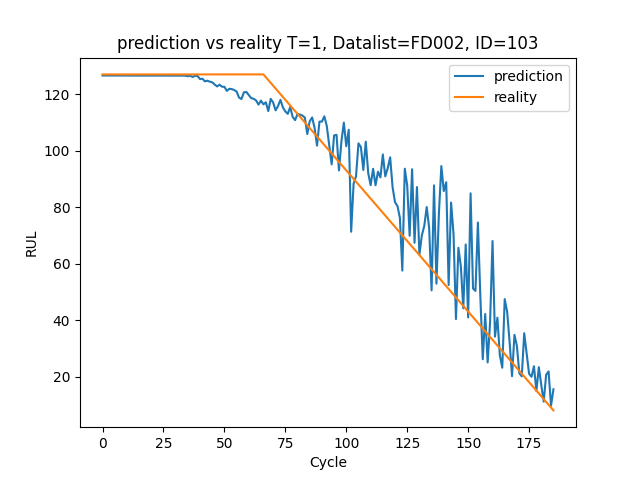 prediction vs reality T=1, Datalist=FD002, ID=103
prediction
reality
RUL
120
100
80
60
40
20
0 25 50 75 100 125 150 175
Cycle